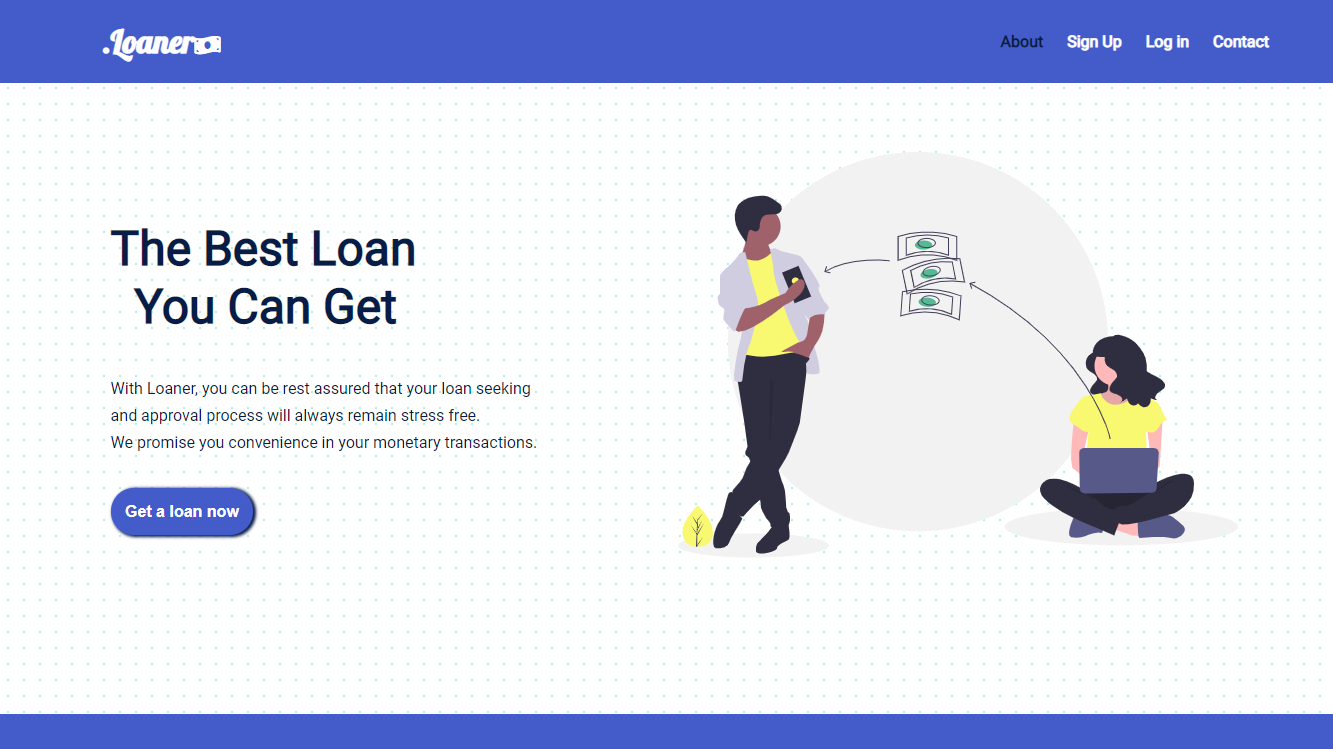 .Loaner
About
Sign Up
Log in
Contact
The Best Loan
You Can Get
With Loaner, you can be rest assured that your loan seeking
and approval process will always remain stress free.
We promise you convenience in your monetary transactions.
Get a loan now